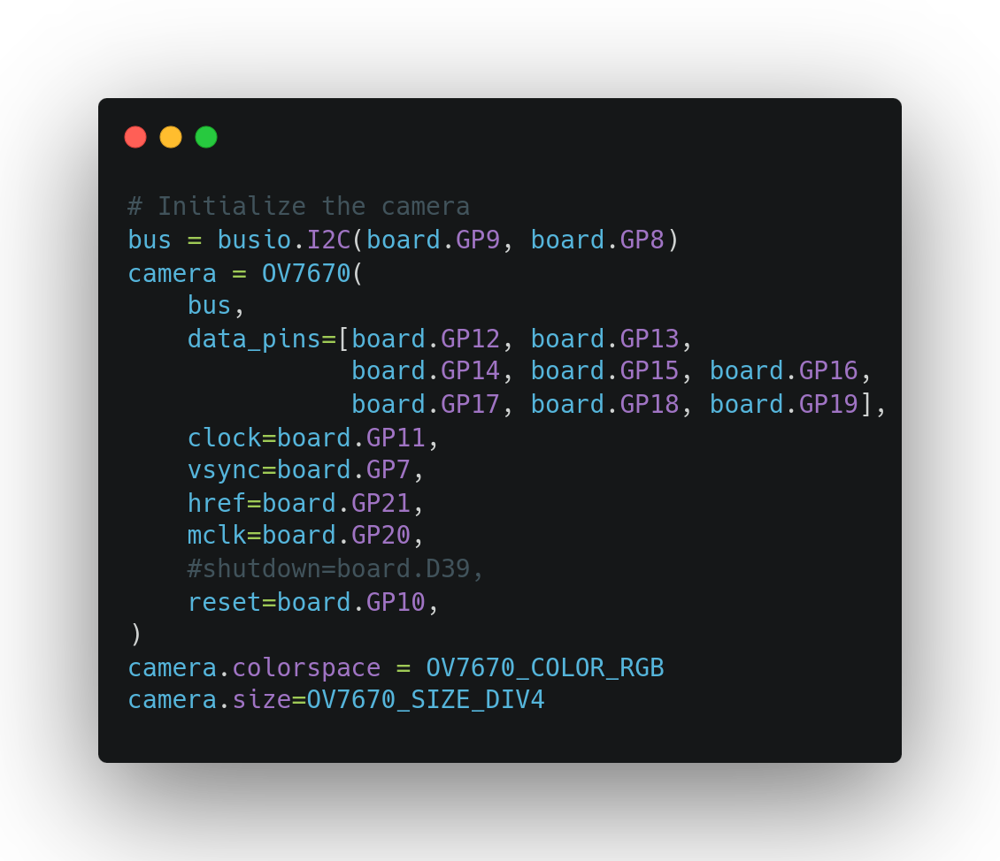 # Initialize the camera
bus = busio.I2C(board.GP9, board.GP8)
camera = OV7670(
    bus,
    data_pins=[board.GP12, board.GP13,
               board.GP14, board.GP15, board.GP16,
               board.GP17, board.GP18, board.GP19],
    clock=board.GP11,
    vsync=board.GP7,
    href=board.GP21,
    mclk=board.GP20,
    #shutdown=board.D39,
    reset=board.GP10,
)
camera.colorspace = OV7670_COLOR_RGB
camera.size=OV7670_SIZE_DIV4